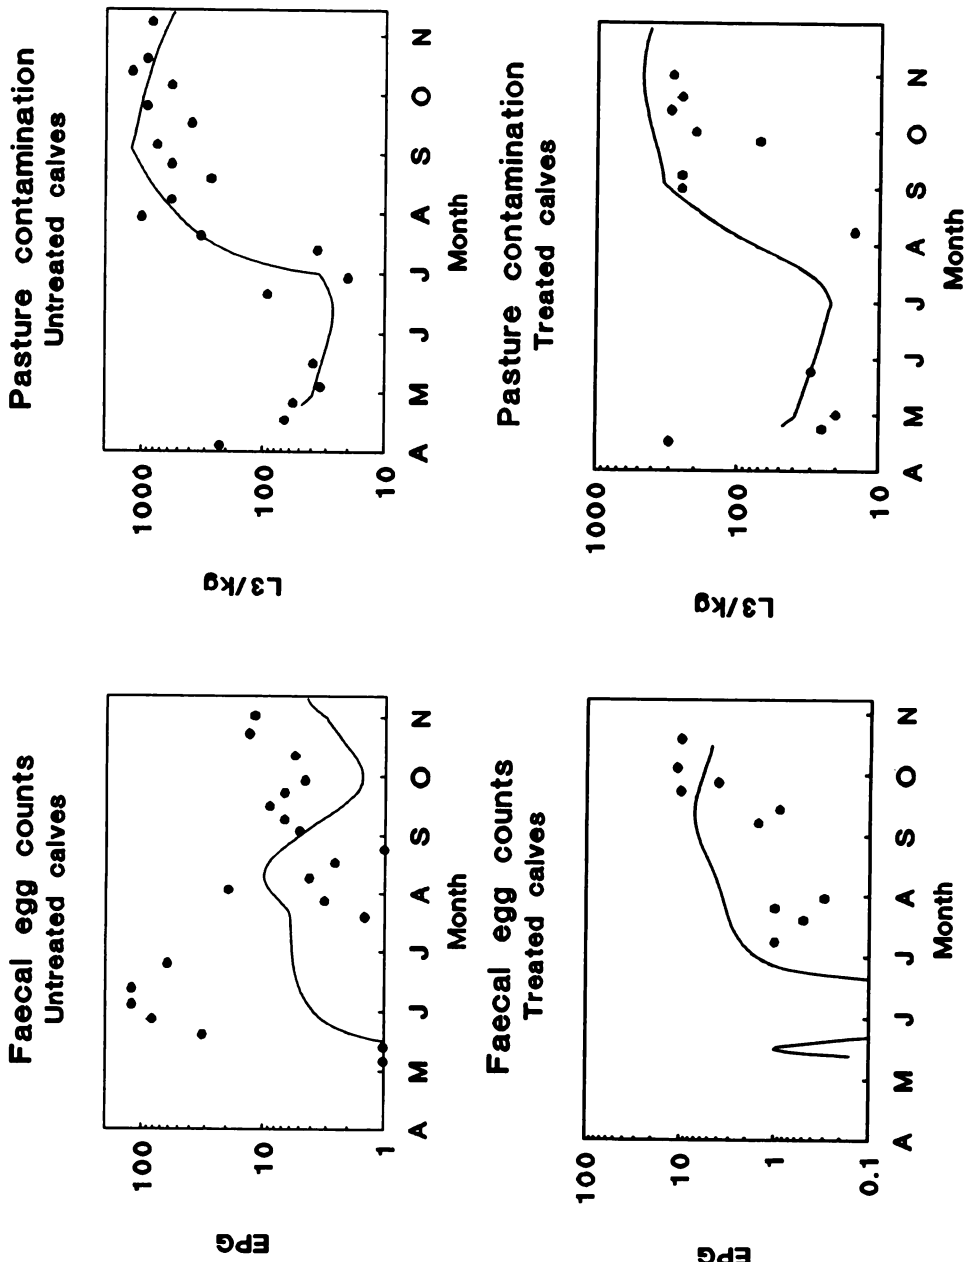 Faecal egg counts
Untreated calves
EPG
100
10
1
A M J J A S O N
Month
Pasture contamination
Untreated calves
L3/kg
1000
100
10
A M J J A S O N
Month
Faecal egg counts
Treated calves
EPG
100
10
1
0.1
A M J J A S O N
Month
Pasture contamination
Treated calves
L3/kg
1000
100
10
A M J J A S O N
Month